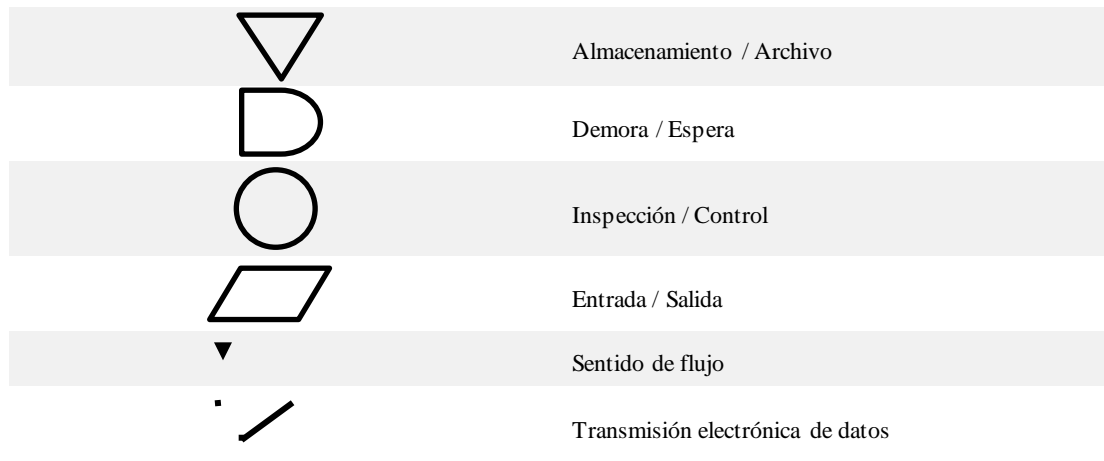 Almacenamiento / Archivo
Demora / Espera
Inspección / Control
Entrada / Salida
Sentido de flujo
Transmisión electrónica de datos